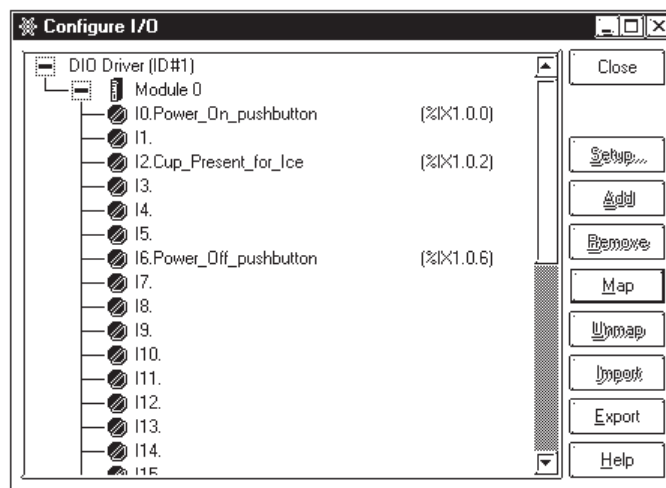 Configure I/O
DIO Driver (ID#1)
Module 0
I0.Power_On_pushbutton (%IX1.0.0)
I1.
I2.Cup_Present_for_Ice (%IX1.0.2)
I3.
I4.
I5.
I6.Power_Off_pushbutton (%IX1.0.6)
I7.
I8.
I9.
I10.
I11.
I12.
I13.
I14.
I15.
Close
Setup...
Add
Remove
Map
Unmap
Import
Export
Help